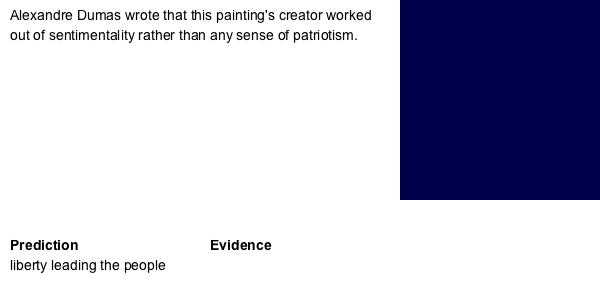 Alexandre Dumas wrote that this painting's creator worked
out of sentimentality rather than any sense of patriotism.
Prediction
Evidence
liberty leading the people